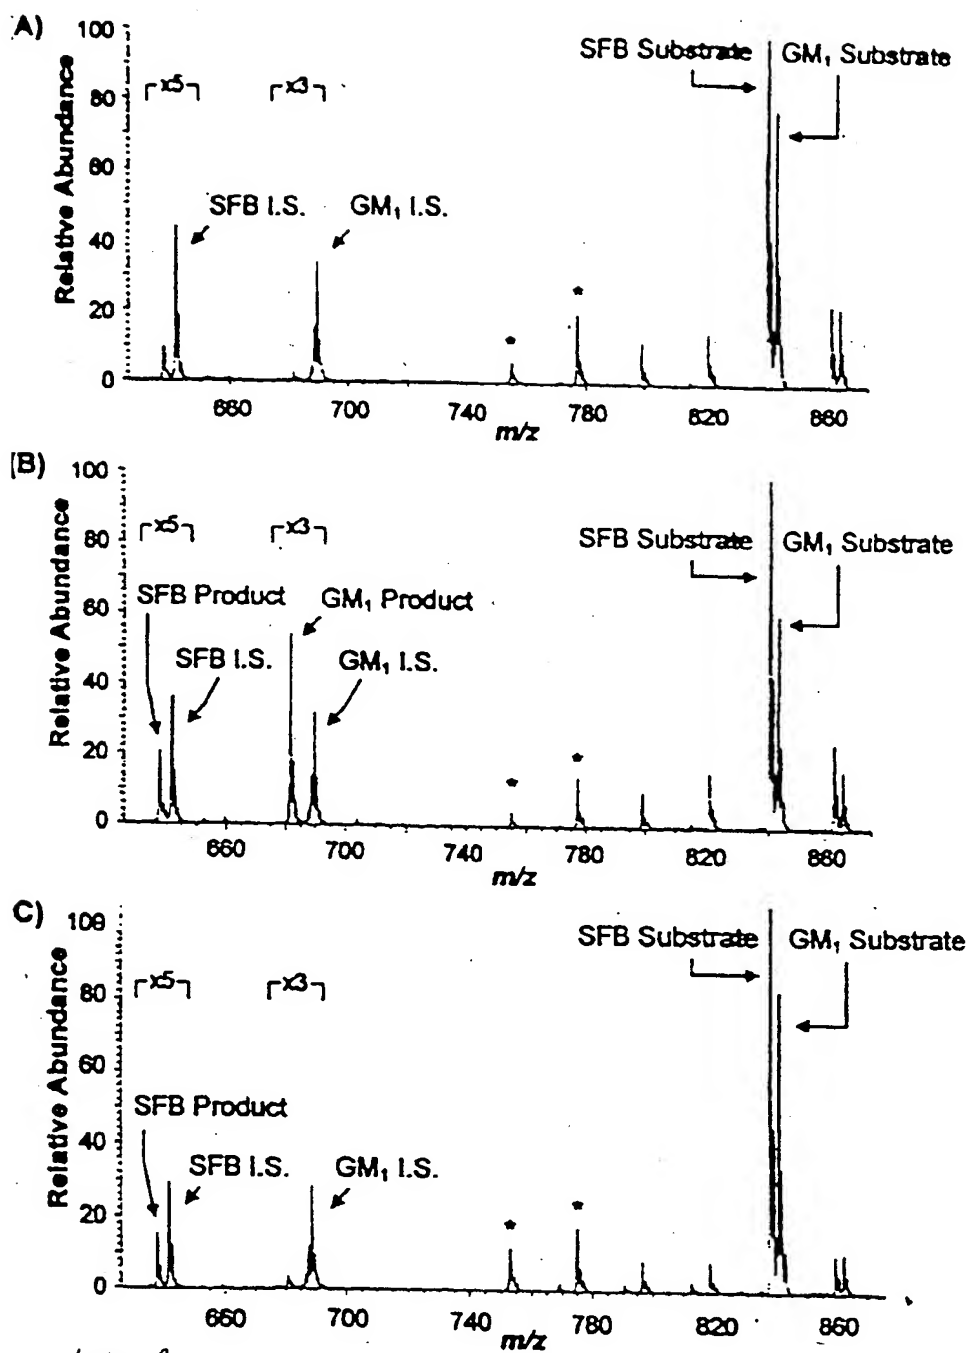 A)
Relative Abundance
100
80
60
40
20
0
x5
x3
SFB I.S.
GM₁ I.S.
*
*
SFB Substrate
GM₁ Substrate
*
660 700 740 780 820 860
m/z
(B)
Relative Abundance
100
80
60
40
20
0
x5
x3
SFB Product
SFB I.S.
GM₁ Product
GM₁ I.S.
*
*
SFB Substrate
GM₁ Substrate
660 700 740 780 820 860
m/z
C)
Relative Abundance
100
80
60
40
20
0
x5
x3
SFB Product
SFB I.S.
GM₁ I.S.
*
*
SFB Substrate
GM₁ Substrate
660 700 740 780 820 860
m/z